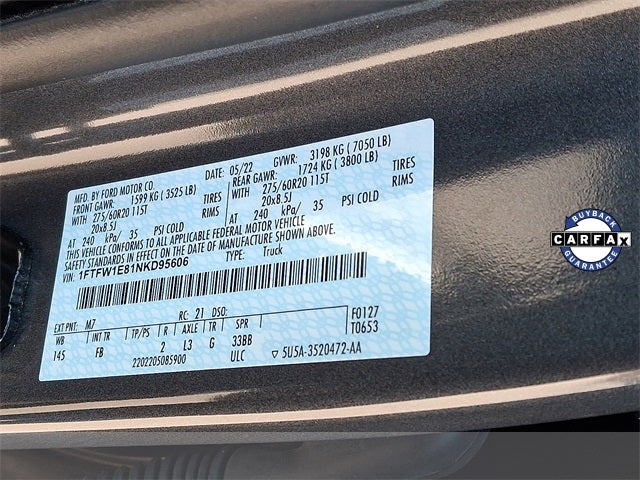 MFD. BY FORD MOTOR CO. DATE: 05/22 GVWR: 3198 KG ( 7050 LB)
FRONT GAWR: 1599 KG ( 3525 LB) REAR GAWR: 1724 KG ( 3800 LB)
WITH 275/60R20 115T TIRES WITH 275/60R20 115T TIRES
20x8.5J RIMS 20x8.5J RIMS
AT 240 kPa/ 35 PSI COLD AT 240 kPa/ 35 PSI COLD
THIS VEHICLE CONFORMS TO ALL APPLICABLE FEDERAL MOTOR VEHICLE
SAFETY STANDARDS IN EFFECT ON THE DATE OF MANUFACTURE SHOWN ABOVE.
VIN: 1FTFW1E81NKD95606 TYPE: Truck
EXT PNT: M7 RC: 21 DSO: F0127
WB INT TR TP/PS R AXLE TR SPR T0653
145 FB 2 L3 G 33BB
2202205085900 ULC 5U5A-3520472-AA
BUYBACK
CARFAX
GUARANTEE